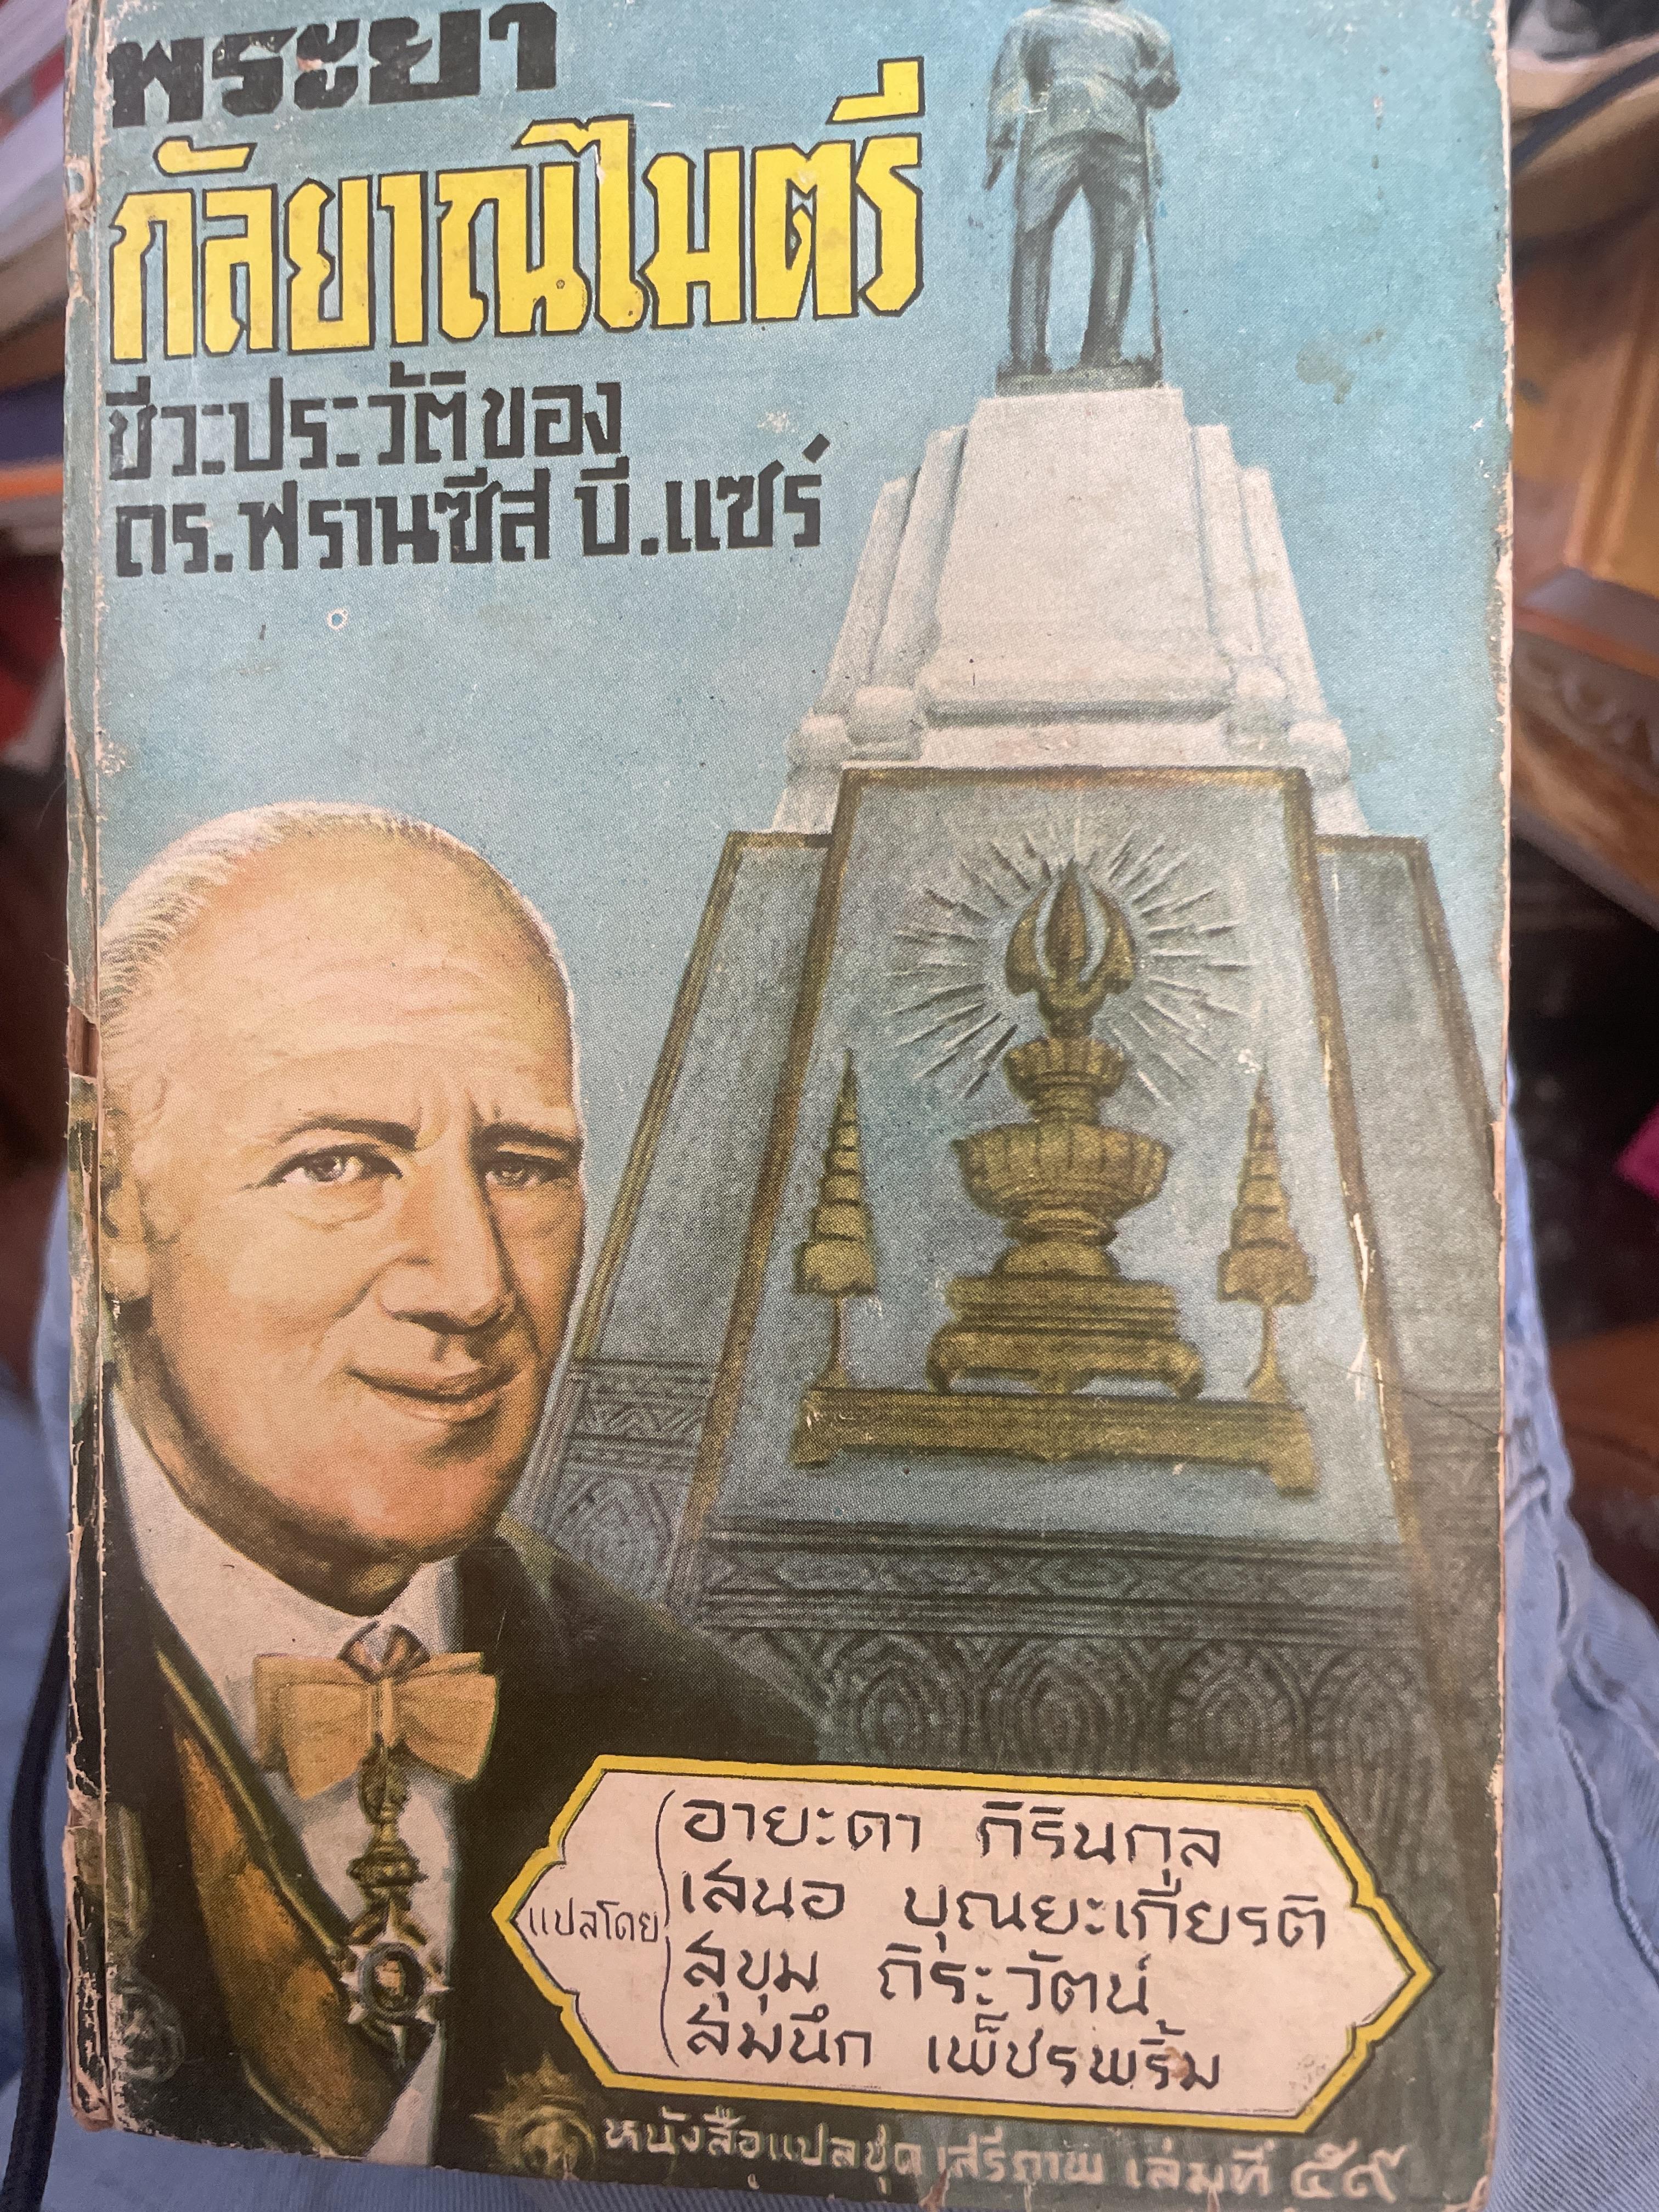 พระยา
กัลยาณไมตรี
ชีวะประวัติของ
ดร.ฟรานซีส บี.แซร์
แปลโดย
อายะดา กีรินกุล
เสนอ บุณยะเกียรติ
สุขุม ถิระวัฒน์
สมนึก เพ็ชรพริ้ม
หนังสือแปลชุด เสรีภาพ เล่มที่ ๕๙